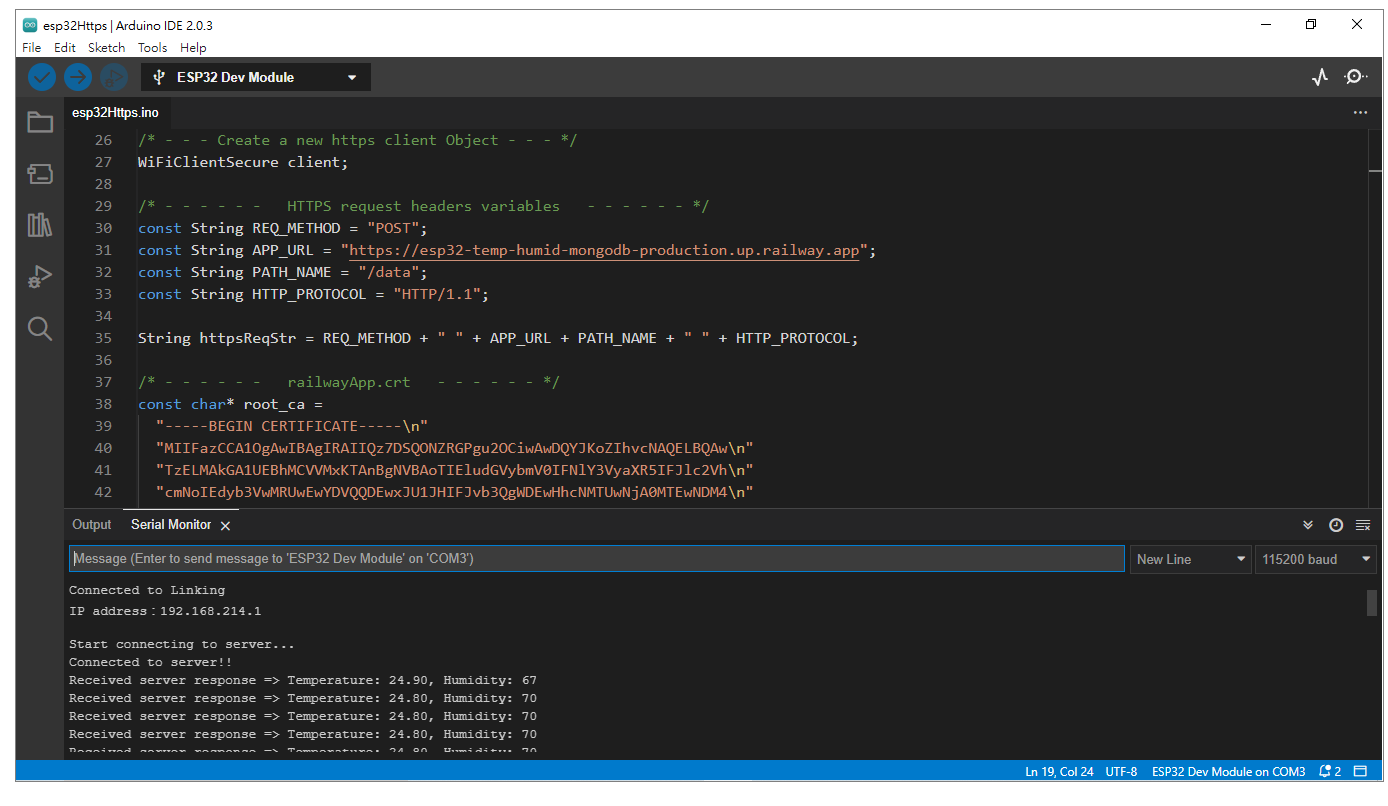 esp32Https | Arduino IDE 2.0.3
File Edit Sketch Tools Help
ESP32 Dev Module
esp32Https.ino
26 /* - - - Create a new https client Object - - - */
27 WiFiClientSecure client;
28
29 /* - - - - - - HTTPS request headers variables - - - - - - */
30 const String REQ_METHOD = "POST";
31 const String APP_URL = "https://esp32-temp-humid-mongodb-production.up.railway.app";
32 const String PATH_NAME = "/data";
33 const String HTTP_PROTOCOL = "HTTP/1.1";
34
35 String httpsReqStr = REQ_METHOD + " " + APP_URL + PATH_NAME + " " + HTTP_PROTOCOL;
36
37 /* - - - - - - railwayApp.crt - - - - - - */
38 const char* root_ca =
39 "-----BEGIN CERTIFICATE-----\n"
40 "MIIFazCCA1OgAwIBAgIRAIIQz7DSQONZRGPgu2OCiwAwDQYJKoZIhvcNAQELBQAw\n"
41 "TzELMAkGA1UEBhMCVVMxKTAnBgNVBAoTIEludGVybmV0IFNlY3VyaXR5IFJlc2Vh\n"
42 "cmNoIEdyb3VwMRUwEwYDVQQDEwxJU1JHIFJvb3QgWDEwHhcNMTUwNjA0MTEwNDM4\n"
Output Serial Monitor
Message (Enter to send message to 'ESP32 Dev Module' on 'COM3') New Line 115200 baud
Connected to Linking
IP address : 192.168.214.1
Start connecting to server...
Connected to server!!
Received server response => Temperature: 24.90, Humidity: 67
Received server response => Temperature: 24.80, Humidity: 70
Received server response => Temperature: 24.80, Humidity: 70
Received server response => Temperature: 24.80, Humidity: 70
Received server response => Temperature: 24.80, Humidity: 70
Ln 19, Col 24 UTF-8 ESP32 Dev Module on COM3 2